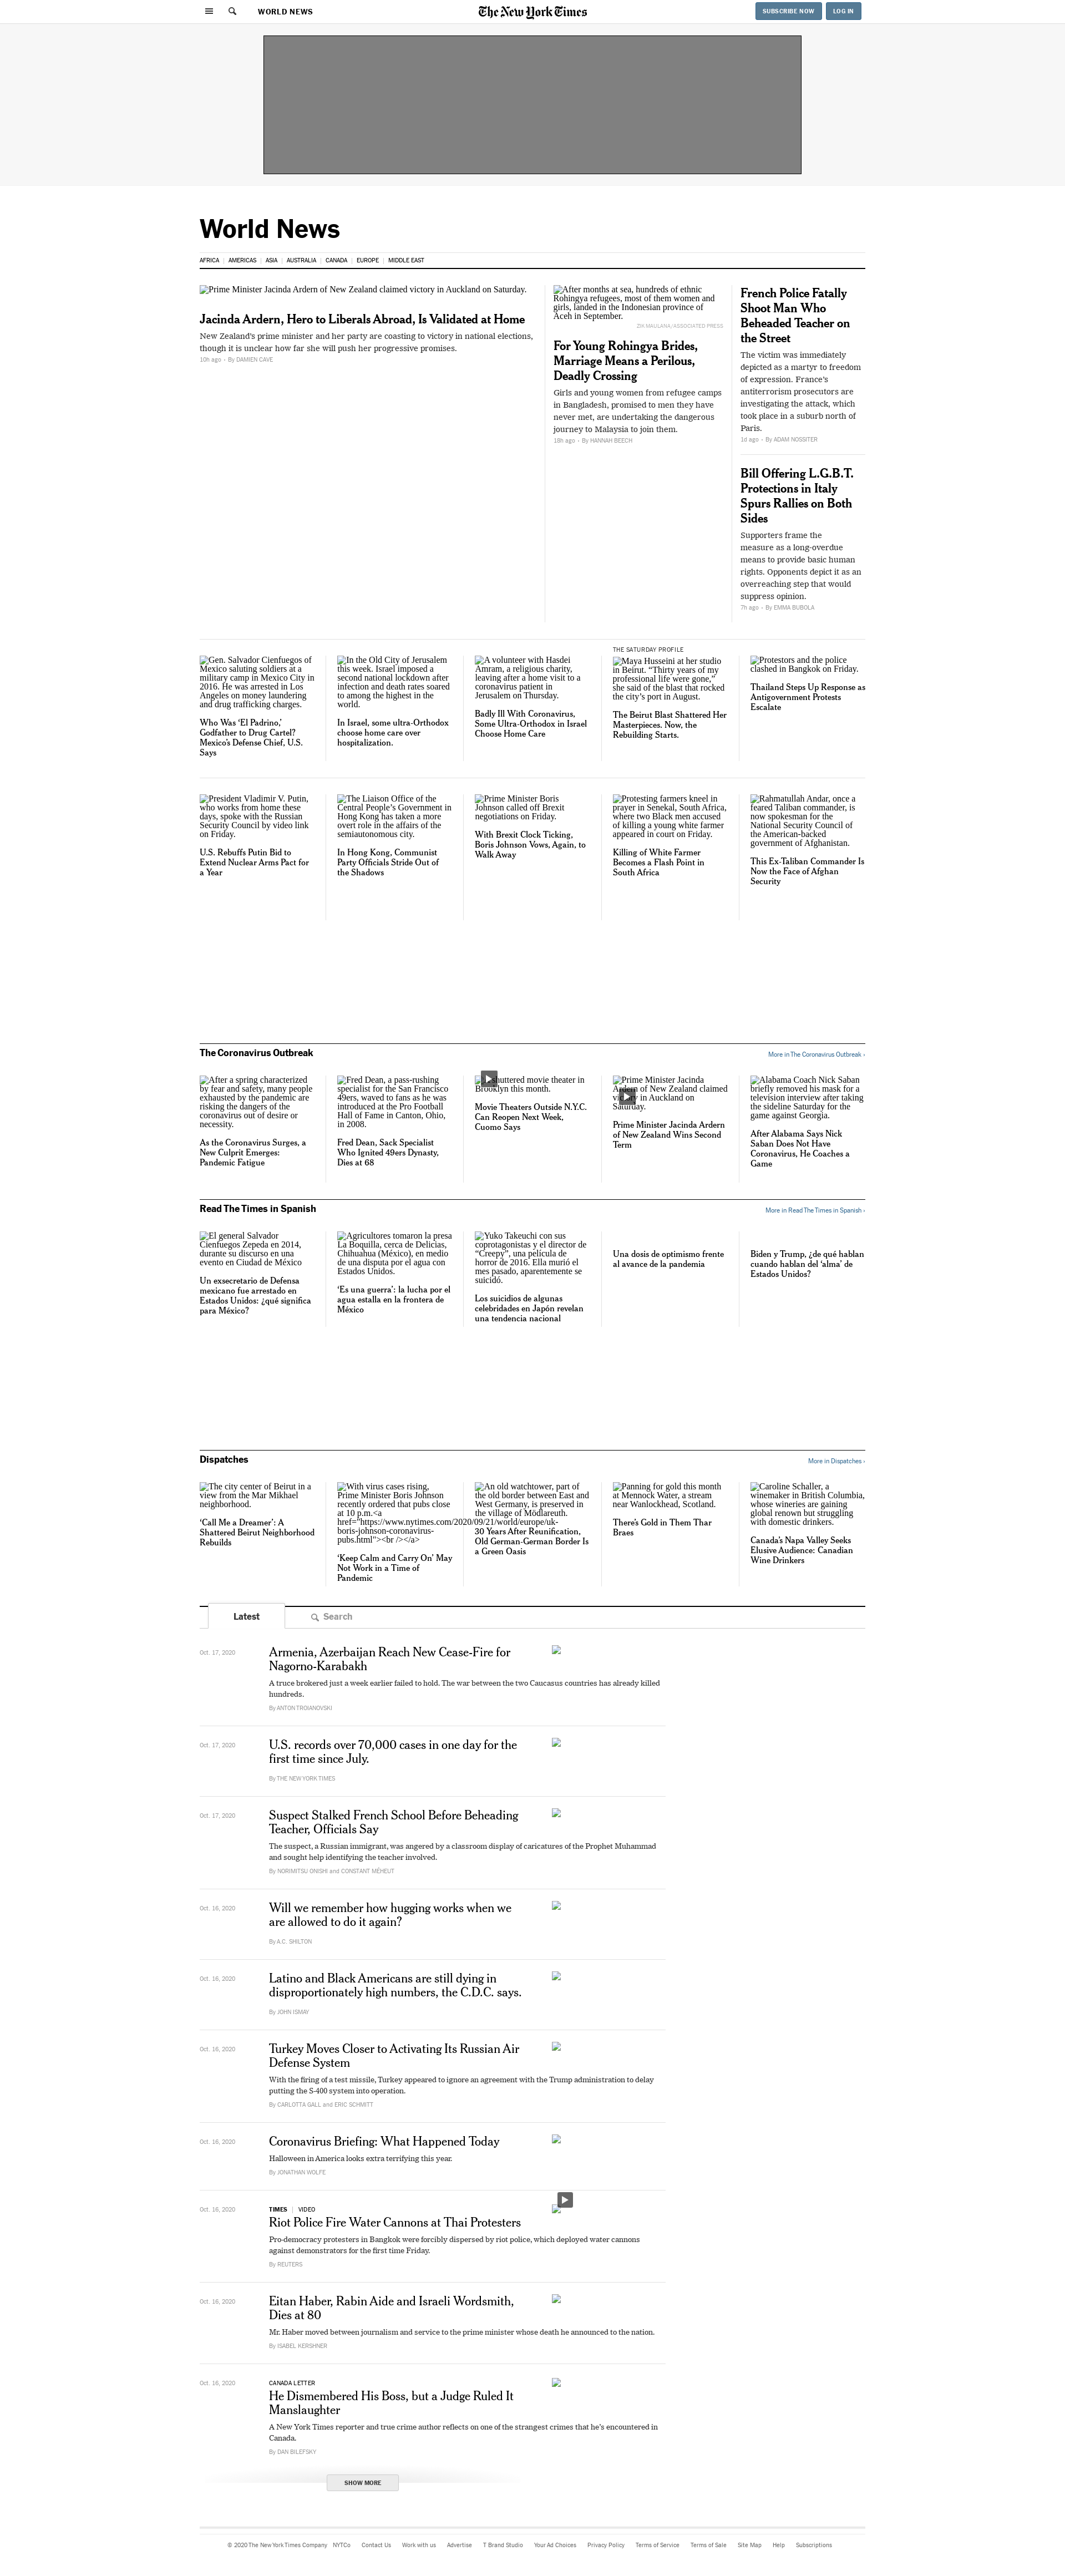 WORLD NEWS
The New York Times
SUBSCRIBE NOW
LOG IN
World News
AFRICA
AMERICAS
ASIA
AUSTRALIA
CANADA
EUROPE
MIDDLE EAST
Prime Minister Jacinda Ardern of New Zealand claimed victory in Auckland on Saturday.
Jacinda Ardern, Hero to Liberals Abroad, Is Validated at Home
New Zealand's prime minister and her party are coasting to victory in national elections,
though it is unclear how far she will push her progressive promises.
10h ago · By DAMIEN CAVE
After months at sea, hundreds of ethnic
Rohingya refugees, most of them women and
girls, landed in the Indonesian province of
Aceh in September.
ZIK MAULANA/ASSOCIATED PRESS
For Young Rohingya Brides,
Marriage Means a Perilous,
Deadly Crossing
Girls and young women from refugee camps
in Bangladesh, promised to men they have
never met, are undertaking the dangerous
journey to Malaysia to join them.
18h ago · By HANNAH BEECH
French Police Fatally
Shoot Man Who
Beheaded Teacher on
the Street
The victim was immediately
depicted as a martyr to freedom
of expression. France's
antiterrorism prosecutors are
investigating the attack, which
took place in a suburb north of
Paris.
1d ago · By ADAM NOSSITER
Bill Offering L.G.B.T.
Protections in Italy
Spurs Rallies on Both
Sides
Supporters frame the
measure as a long-overdue
means to provide basic human
rights. Opponents depict it as an
overreaching step that would
suppress opinion.
7h ago · By EMMA BUBOLA
Gen. Salvador Cienfuegos of
Mexico saluting soldiers at a
military camp in Mexico City in
2016. He was arrested in Los
Angeles on money laundering
and drug trafficking charges.
Who Was ‘El Padrino,’
Godfather to Drug Cartel?
Mexico’s Defense Chief, U.S.
Says
In the Old City of Jerusalem
this week. Israel imposed a
second national lockdown after
infection and death rates soared
to among the highest in the
world.
In Israel, some ultra-Orthodox
choose home care over
hospitalization.
A volunteer with Hasdei
Amram, a religious charity,
leaving after a home visit to a
coronavirus patient in
Jerusalem on Thursday.
Badly Ill With Coronavirus,
Some Ultra-Orthodox in Israel
Choose Home Care
THE SATURDAY PROFILE
Maya Husseini at her studio
in Beirut. “Thirty years of my
professional life were gone,”
she said of the blast that rocked
the city’s port in August.
The Beirut Blast Shattered Her
Masterpieces. Now, the
Rebuilding Starts.
Protestors and the police
clashed in Bangkok on Friday.
Thailand Steps Up Response as
Antigovernment Protests
Escalate
President Vladimir V. Putin,
who works from home these
days, spoke with the Russian
Security Council by video link
on Friday.
U.S. Rebuffs Putin Bid to
Extend Nuclear Arms Pact for
a Year
The Liaison Office of the
Central People’s Government in
Hong Kong has taken a more
overt role in the affairs of the
semiautonomous city.
In Hong Kong, Communist
Party Officials Stride Out of
the Shadows
Prime Minister Boris
Johnson called off Brexit
negotiations on Friday.
With Brexit Clock Ticking,
Boris Johnson Vows, Again, to
Walk Away
Protesting farmers kneel in
prayer in Senekal, South Africa,
where two Black men accused
of killing a young white farmer
appeared in court on Friday.
Killing of White Farmer
Becomes a Flash Point in
South Africa
Rahmatullah Andar, once a
feared Taliban commander, is
now spokesman for the
National Security Council of
the American-backed
government of Afghanistan.
This Ex-Taliban Commander Is
Now the Face of Afghan
Security
The Coronavirus Outbreak
More in The Coronavirus Outbreak ›
After a spring characterized
by fear and safety, many people
exhausted by the pandemic are
risking the dangers of the
coronavirus out of desire or
necessity.
As the Coronavirus Surges, a
New Culprit Emerges:
Pandemic Fatigue
Fred Dean, a pass-rushing
specialist for the San Francisco
49ers, waved to fans as he was
introduced at the Pro Football
Hall of Fame in Canton, Ohio,
in 2008.
Fred Dean, Sack Specialist
Who Ignited 49ers Dynasty,
Dies at 68
shuttered movie theater in
Brooklyn this month.
Movie Theaters Outside N.Y.C.
Can Reopen Next Week,
Cuomo Says
Prime Minister Jacinda
Ardern of New Zealand claimed
victory in Auckland on
Saturday.
Prime Minister Jacinda Ardern
of New Zealand Wins Second
Term
Alabama Coach Nick Saban
briefly removed his mask for a
television interview after taking
the sideline Saturday for the
game against Georgia.
After Alabama Says Nick
Saban Does Not Have
Coronavirus, He Coaches a
Game
Read The Times in Spanish
More in Read The Times in Spanish ›
El general Salvador
Cienfuegos Zepeda en 2014,
durante su discurso en una
evento en Ciudad de México
Un exsecretario de Defensa
mexicano fue arrestado en
Estados Unidos: ¿qué significa
para México?
Agricultores tomaron la presa
La Boquilla, cerca de Delicias,
Chihuahua (México), en medio
de una disputa por el agua con
Estados Unidos.
‘Es una guerra’: la lucha por el
agua estalla en la frontera de
México
Yuko Takeuchi con sus
coprotagonistas y el director de
“Creepy”, una película de
horror de 2016. Ella murió el
mes pasado, aparentemente se
suicidó.
Los suicidios de algunas
celebridades en Japón revelan
una tendencia nacional
Una dosis de optimismo frente
al avance de la pandemia
Biden y Trump, ¿de qué hablan
cuando hablan del ‘alma’ de
Estados Unidos?
Dispatches
More in Dispatches ›
The city center of Beirut in a
view from the Mar Mikhael
neighborhood.
‘Call Me a Dreamer’: A
Shattered Beirut Neighborhood
Rebuilds
With virus cases rising,
Prime Minister Boris Johnson
recently ordered that pubs close
at 10 p.m.<a
href="https://www.nytimes.com/2020/09/21/world/europe/uk-
boris-johnson-coronavirus-
pubs.html"><br /></a>
‘Keep Calm and Carry On’ May
Not Work in a Time of
Pandemic
An old watchtower, part of
the old border between East and
West Germany, is preserved in
the village of Mödlareuth.
30 Years After Reunification,
Old German-German Border Is
a Green Oasis
Panning for gold this month
at Mennock Water, a stream
near Wanlockhead, Scotland.
There’s Gold in Them Thar
Braes
Caroline Schaller, a
winemaker in British Columbia,
whose wineries are gaining
global renown but struggling
with domestic drinkers.
Canada’s Napa Valley Seeks
Elusive Audience: Canadian
Wine Drinkers
Latest
Search
Oct. 17, 2020
Armenia, Azerbaijan Reach New Cease-Fire for
Nagorno-Karabakh
A truce brokered just a week earlier failed to hold. The war between the two Caucasus countries has already killed
hundreds.
By ANTON TROIANOVSKI
Oct. 17, 2020
U.S. records over 70,000 cases in one day for the
first time since July.
By THE NEW YORK TIMES
Oct. 17, 2020
Suspect Stalked French School Before Beheading
Teacher, Officials Say
The suspect, a Russian immigrant, was angered by a classroom display of caricatures of the Prophet Muhammad
and sought help identifying the teacher involved.
By NORIMITSU ONISHI and CONSTANT MÉHEUT
Oct. 16, 2020
Will we remember how hugging works when we
are allowed to do it again?
By A.C. SHILTON
Oct. 16, 2020
Latino and Black Americans are still dying in
disproportionately high numbers, the C.D.C. says.
By JOHN ISMAY
Oct. 16, 2020
Turkey Moves Closer to Activating Its Russian Air
Defense System
With the firing of a test missile, Turkey appeared to ignore an agreement with the Trump administration to delay
putting the S-400 system into operation.
By CARLOTTA GALL and ERIC SCHMITT
Oct. 16, 2020
Coronavirus Briefing: What Happened Today
Halloween in America looks extra terrifying this year.
By JONATHAN WOLFE
Oct. 16, 2020
TIMES | VIDEO
Riot Police Fire Water Cannons at Thai Protesters
Pro-democracy protesters in Bangkok were forcibly dispersed by riot police, which deployed water cannons
against demonstrators for the first time Friday.
By REUTERS
Oct. 16, 2020
Eitan Haber, Rabin Aide and Israeli Wordsmith,
Dies at 80
Mr. Haber moved between journalism and service to the prime minister whose death he announced to the nation.
By ISABEL KERSHNER
Oct. 16, 2020
CANADA LETTER
He Dismembered His Boss, but a Judge Ruled It
Manslaughter
A New York Times reporter and true crime author reflects on one of the strangest crimes that he’s encountered in
Canada.
By DAN BILEFSKY
SHOW MORE
© 2020 The New York Times Company
NYTCo
Contact Us
Work with us
Advertise
T Brand Studio
Your Ad Choices
Privacy Policy
Terms of Service
Terms of Sale
Site Map
Help
Subscriptions